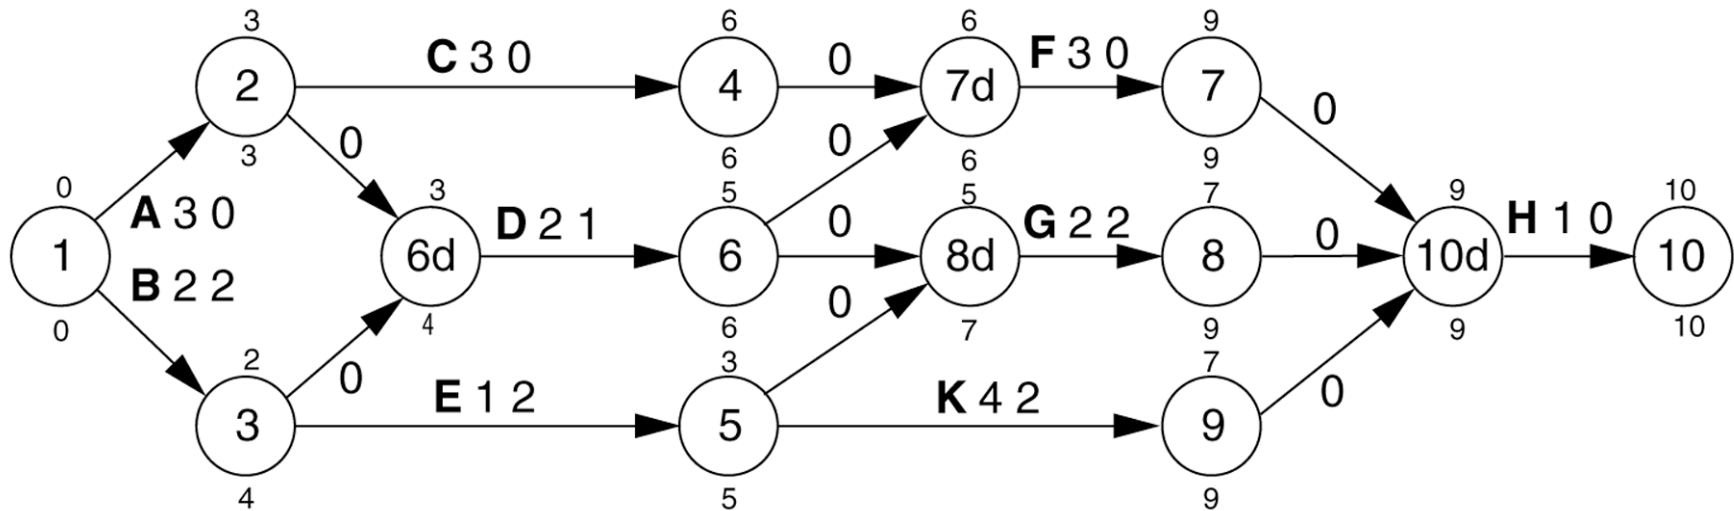 3 6 6 9
C 3 0 0 F 3 0
2 4 7d 7
0 0 0
3 6 6 9
0 3 5 5 7 9 10
A 3 0 D 2 1 0 G 2 2 0 H 1 0
1 6d 6 8d 8 10d 10
B 2 2 0
0 4 6 7 9 9 10
2 3 7
0 E 1 2 K 4 2 0
3 5 9
4 5 9